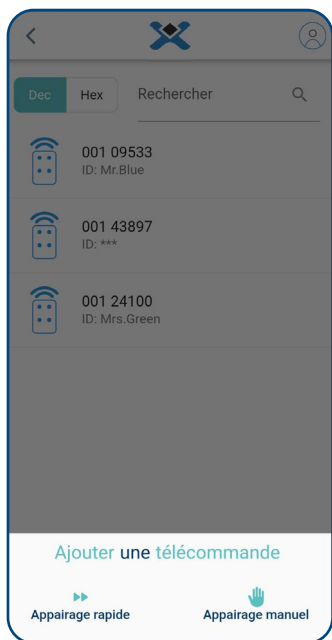 Dec Hex Rechercher
001 09533
ID: Mr.Blue
001 43897
ID: ***
001 24100
ID: Mrs.Green
Ajouter une télécommande
Appairage rapide Appairage manuel